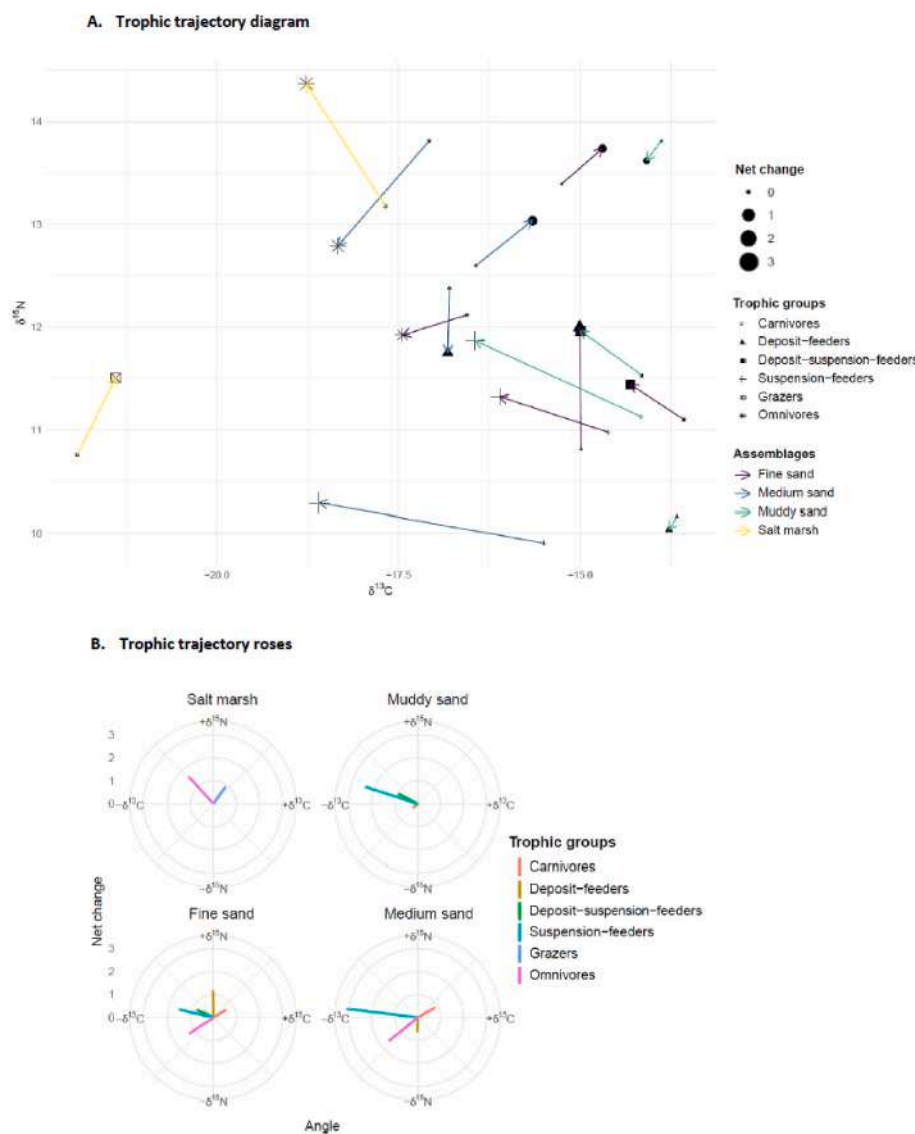 A. Trophic trajectory diagram
14
13
12
11
10
δ¹⁵N
−20.0
−17.5
−15.0
δ¹³C
Net change
0
1
2
3
Trophic groups
Carnivores
Deposit−feeders
Deposit−suspension−feeders
Suspension−feeders
Grazers
Omnivores
Assemblages
Fine sand
Medium sand
Muddy sand
Salt marsh
B. Trophic trajectory roses
Salt marsh
Muddy sand
+δ¹⁵N
+δ¹⁵N
3
2
1
0
−δ¹³C
+δ¹³C
−δ¹³C
+δ¹³C
−δ¹⁵N
−δ¹⁵N
Fine sand
Medium sand
+δ¹⁵N
+δ¹⁵N
3
2
1
0
−δ¹³C
+δ¹³C
−δ¹³C
+δ¹³C
−δ¹⁵N
−δ¹⁵N
Net change
Angle
Trophic groups
Carnivores
Deposit−feeders
Deposit−suspension−feeders
Suspension−feeders
Grazers
Omnivores